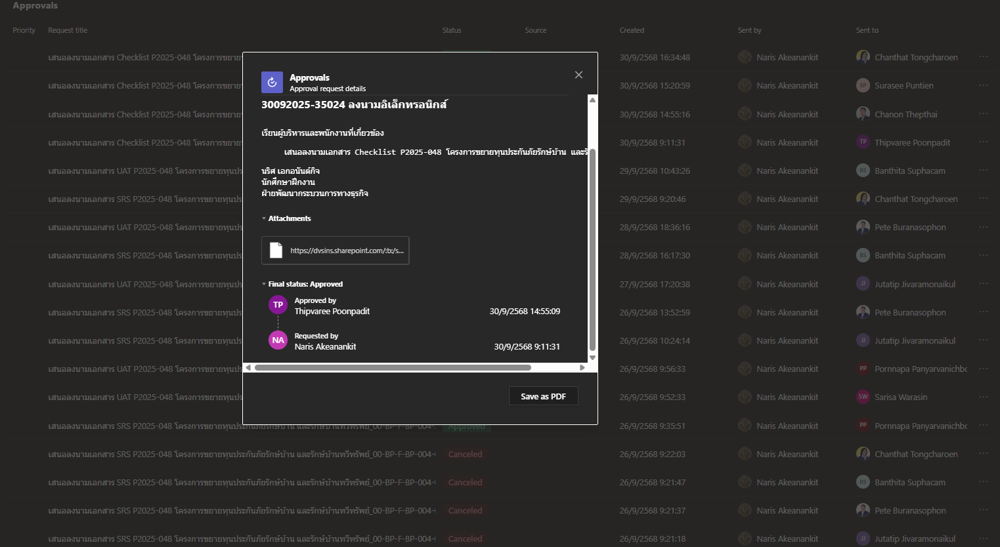 Approvals
Priority Request title Status Source Created Sent by Sent to
เสนอลงนามเอกสาร Checklist P2025-048 โครงการขยายทุ 30/9/2568 16:34:48 Naris Akeanankit Chanthat Tongcharoen
เสนอลงนามเอกสาร Checklist P2025-048 โครงการขยายทุ 30/9/2568 15:20:59 Naris Akeanankit SP Surasee Puntien
เสนอลงนามเอกสาร Checklist P2025-048 โครงการขยายทุ 30/9/2568 14:55:16 Naris Akeanankit Chanon Thepthai
เสนอลงนามเอกสาร Checklist P2025-048 โครงการขยายทุ 30/9/2568 9:11:31 Naris Akeanankit TP Thipvaree Poonpadit
เสนอลงนามเอกสาร UAT P2025-048 โครงการขยายทุนประ 29/9/2568 10:43:26 Naris Akeanankit BS Banthita Suphacam
เสนอลงนามเอกสาร SRS P2025-048 โครงการขยายทุนประ 29/9/2568 9:20:46 Naris Akeanankit Chanthat Tongcharoen
เสนอลงนามเอกสาร UAT P2025-048 โครงการขยายทุนประ 28/9/2568 18:36:16 Naris Akeanankit Pete Buranasophon
เสนอลงนามเอกสาร SRS P2025-048 โครงการขยายทุนประ 28/9/2568 16:17:30 Naris Akeanankit BS Banthita Suphacam
เสนอลงนามเอกสาร UAT P2025-048 โครงการขยายทุนประ 27/9/2568 17:20:38 Naris Akeanankit JJ Jutatip Jivaramonaikul
เสนอลงนามเอกสาร SRS P2025-048 โครงการขยายทุนประ 26/9/2568 13:52:59 Naris Akeanankit Pete Buranasophon
เสนอลงนามเอกสาร SRS P2025-048 โครงการขยายทุนประ 26/9/2568 10:24:14 Naris Akeanankit JJ Jutatip Jivaramonaikul
เสนอลงนามเอกสาร UAT P2025-048 โครงการขยายทุนประ 26/9/2568 9:56:33 Naris Akeanankit PP Pornnapa Panyarvanichbo
เสนอลงนามเอกสาร UAT P2025-048 โครงการขยายทุนประ 26/9/2568 9:52:33 Naris Akeanankit SW Sarisa Warasin
เสนอลงนามเอกสาร SRS P2025-048 โครงการขยายทุนประกันภัยรักษ์บ้าน และรักษ์บ้านทวีทรัพย์_00-BP-F-BP-004- Approved 26/9/2568 9:35:51 Naris Akeanankit PP Pornnapa Panyarvanichbo
เสนอลงนามเอกสาร SRS P2025-048 โครงการขยายทุนประกันภัยรักษ์บ้าน และรักษ์บ้านทวีทรัพย์_00-BP-F-BP-004- Canceled 26/9/2568 9:22:03 Naris Akeanankit Chanthat Tongcharoen
เสนอลงนามเอกสาร SRS P2025-048 โครงการขยายทุนประกันภัยรักษ์บ้าน และรักษ์บ้านทวีทรัพย์_00-BP-F-BP-004- Canceled 26/9/2568 9:21:47 Naris Akeanankit BS Banthita Suphacam
เสนอลงนามเอกสาร SRS P2025-048 โครงการขยายทุนประกันภัยรักษ์บ้าน และรักษ์บ้านทวีทรัพย์_00-BP-F-BP-004- Canceled 26/9/2568 9:21:37 Naris Akeanankit Pete Buranasophon
เสนอลงนามเอกสาร SRS P2025-048 โครงการขยายทุนประกันภัยรักษ์บ้าน และรักษ์บ้านทวีทรัพย์_00-BP-F-BP-004- Canceled 26/9/2568 9:21:18 Naris Akeanankit JJ Jutatip Jivaramonaikul
Approvals
Approval request details
30092025-35024 ลงนามอิเล็กทรอนิกส์
เรียนผู้บริหารและพนักงานที่เกี่ยวข้อง
เสนอลงนามเอกสาร Checklist P2025-048 โครงการขยายทุนประกันภัยรักษ์บ้าน และรั
นริศ เอกอนันต์กิจ
นักศึกษาฝึกงาน
ฝ่ายพัฒนากระบวนการทางธุรกิจ
Attachments
https://dvsins.sharepoint.com/:b:/s...
Final status: Approved
TP Approved by
Thipvaree Poonpadit 30/9/2568 14:55:09
NA Requested by
Naris Akeanankit 30/9/2568 9:11:31
Save as PDF